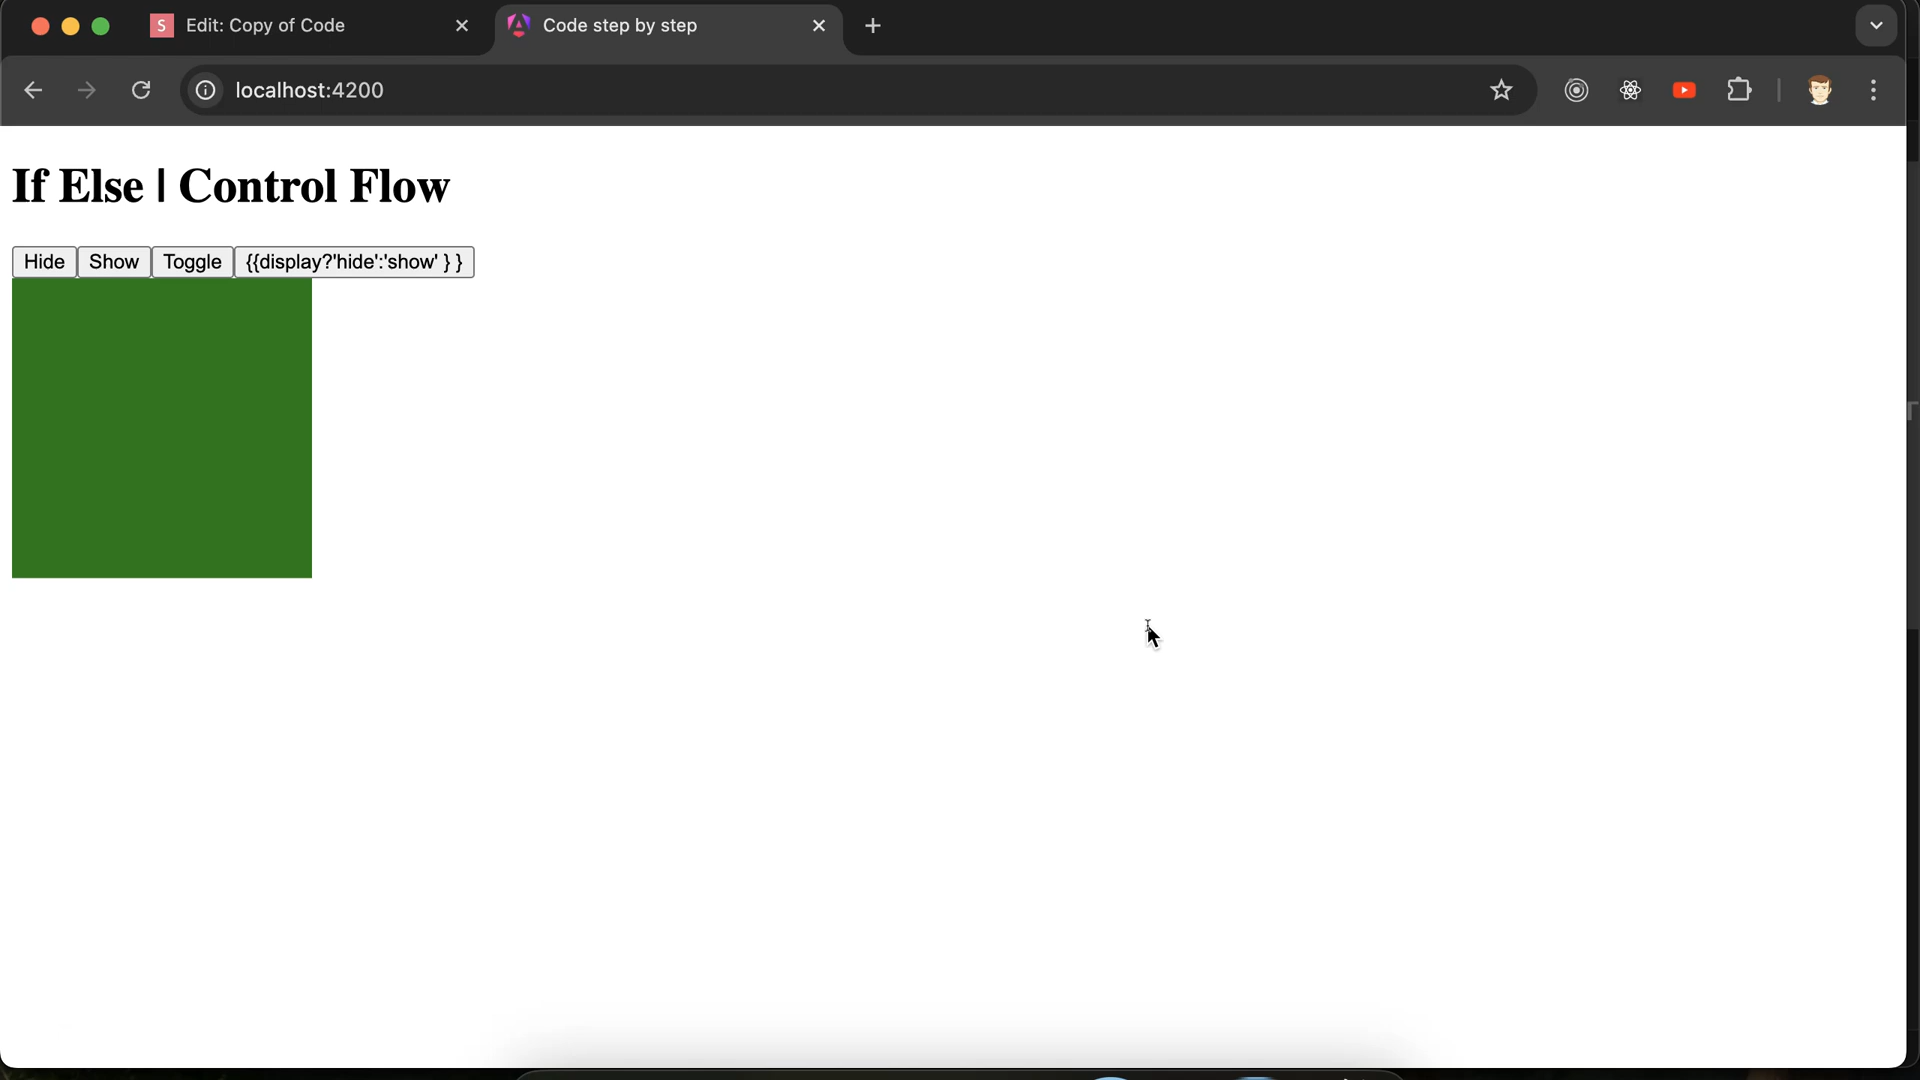 S Edit: Copy of Code
Code step by step
localhost:4200
If Else | Control Flow
Hide Show Toggle {{display?'hide':'show' } }